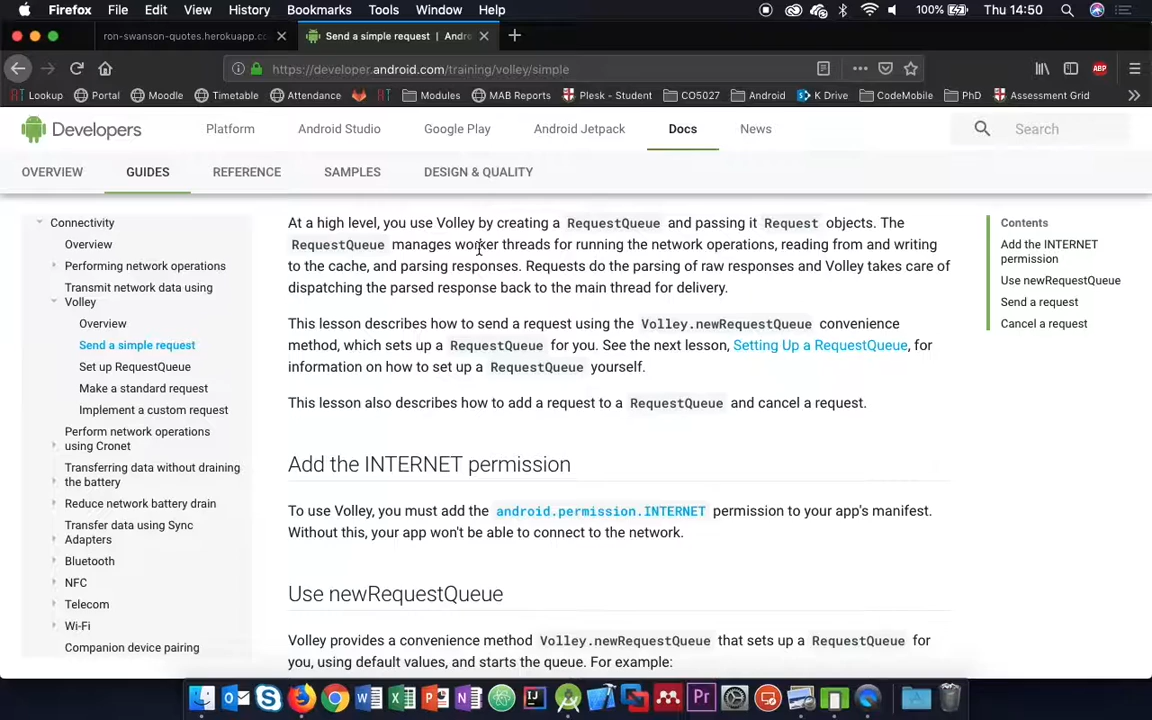 Firefox File Edit View History Bookmarks Tools Window Help 100% Thu 14:50
ron-swanson-quotes.herokuapp.c Send a simple request | Andro
https://developer.android.com/training/volley/simple
Lookup Portal Moodle Timetable Attendance Modules MAB Reports Plesk - Student CO5027 Android K Drive CodeMobile PhD Assessment Grid
Developers Platform Android Studio Google Play Android Jetpack Docs News Search
OVERVIEW GUIDES REFERENCE SAMPLES DESIGN & QUALITY
Connectivity
Overview
Performing network operations
Transmit network data using
Volley
Overview
Send a simple request
Set up RequestQueue
Make a standard request
Implement a custom request
Perform network operations
using Cronet
Transferring data without draining
the battery
Reduce network battery drain
Transfer data using Sync
Adapters
Bluetooth
NFC
Telecom
Wi-Fi
Companion device pairing
At a high level, you use Volley by creating a RequestQueue and passing it Request objects. The
RequestQueue manages worker threads for running the network operations, reading from and writing
to the cache, and parsing responses. Requests do the parsing of raw responses and Volley takes care of
dispatching the parsed response back to the main thread for delivery.
This lesson describes how to send a request using the Volley.newRequestQueue convenience
method, which sets up a RequestQueue for you. See the next lesson, Setting Up a RequestQueue, for
information on how to set up a RequestQueue yourself.
This lesson also describes how to add a request to a RequestQueue and cancel a request.
Add the INTERNET permission
To use Volley, you must add the android.permission.INTERNET permission to your app's manifest.
Without this, your app won't be able to connect to the network.
Use newRequestQueue
Volley provides a convenience method Volley.newRequestQueue that sets up a RequestQueue for
you, using default values, and starts the queue. For example:
Contents
Add the INTERNET
permission
Use newRequestQueue
Send a request
Cancel a request